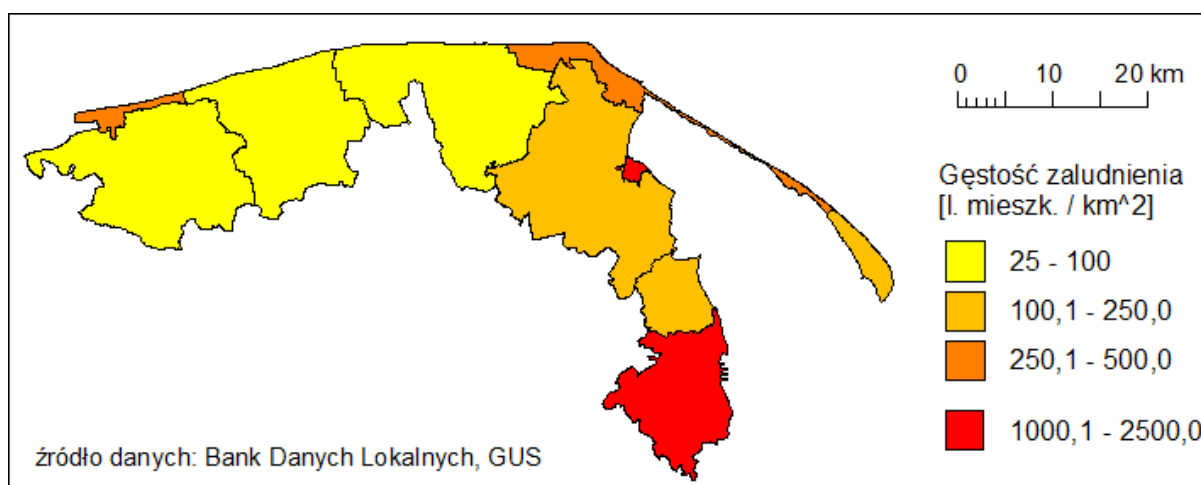 0 10 20 km
Gęstość zaludnienia
[l. mieszk. / km^2]
25 - 100
100,1 - 250,0
250,1 - 500,0
1000,1 - 2500,0
źródło danych: Bank Danych Lokalnych, GUS